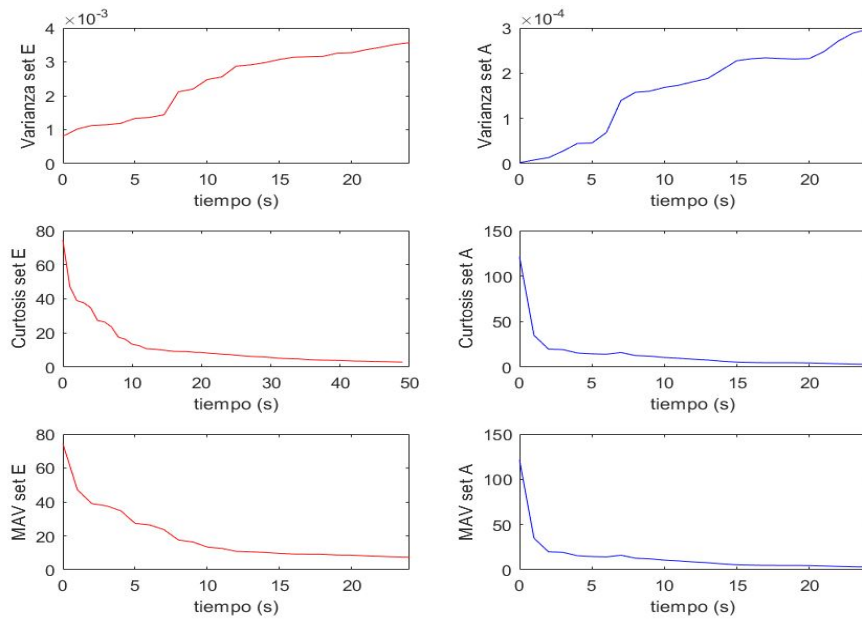 ×10⁻³
4
3
2
1
0
0 5 10 15 20
tiempo (s)
Varianza set E
×10⁻⁴
3
2
1
0
0 5 10 15 20
tiempo (s)
Varianza set A
80
60
40
20
0
0 10 20 30 40 50
tiempo (s)
Curtosis set E
150
100
50
0
0 5 10 15 20
tiempo (s)
Curtosis set A
80
60
40
20
0
0 5 10 15 20
tiempo (s)
MAV set E
150
100
50
0
0 5 10 15 20
tiempo (s)
MAV set A